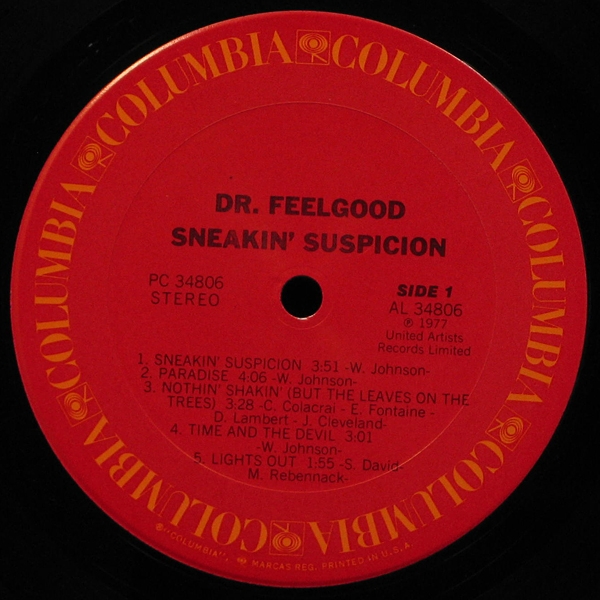 COLUMBIA COLUMBIA COLUMBIA COLUMBIA COLUMBIA COLUMBIA
DR. FEELGOOD
SNEAKIN' SUSPICION
PC 34806
STEREO
SIDE 1
AL 34806
℗ 1977
United Artists
Records Limited
1. SNEAKIN' SUSPICION 3:51 -W. Johnson-
2. PARADISE 4:06 -W. Johnson-
3. NOTHIN' SHAKIN' (BUT THE LEAVES ON THE
TREES) 3:28 -C. Colacrai - E. Fontaine -
D. Lambert - J. Cleveland-
4. TIME AND THE DEVIL 3:01
-W. Johnson-
5. LIGHTS OUT 1:55 -S. David-
M. Rebennack-
"COLUMBIA", MARCAS REG. PRINTED IN U.S.A.